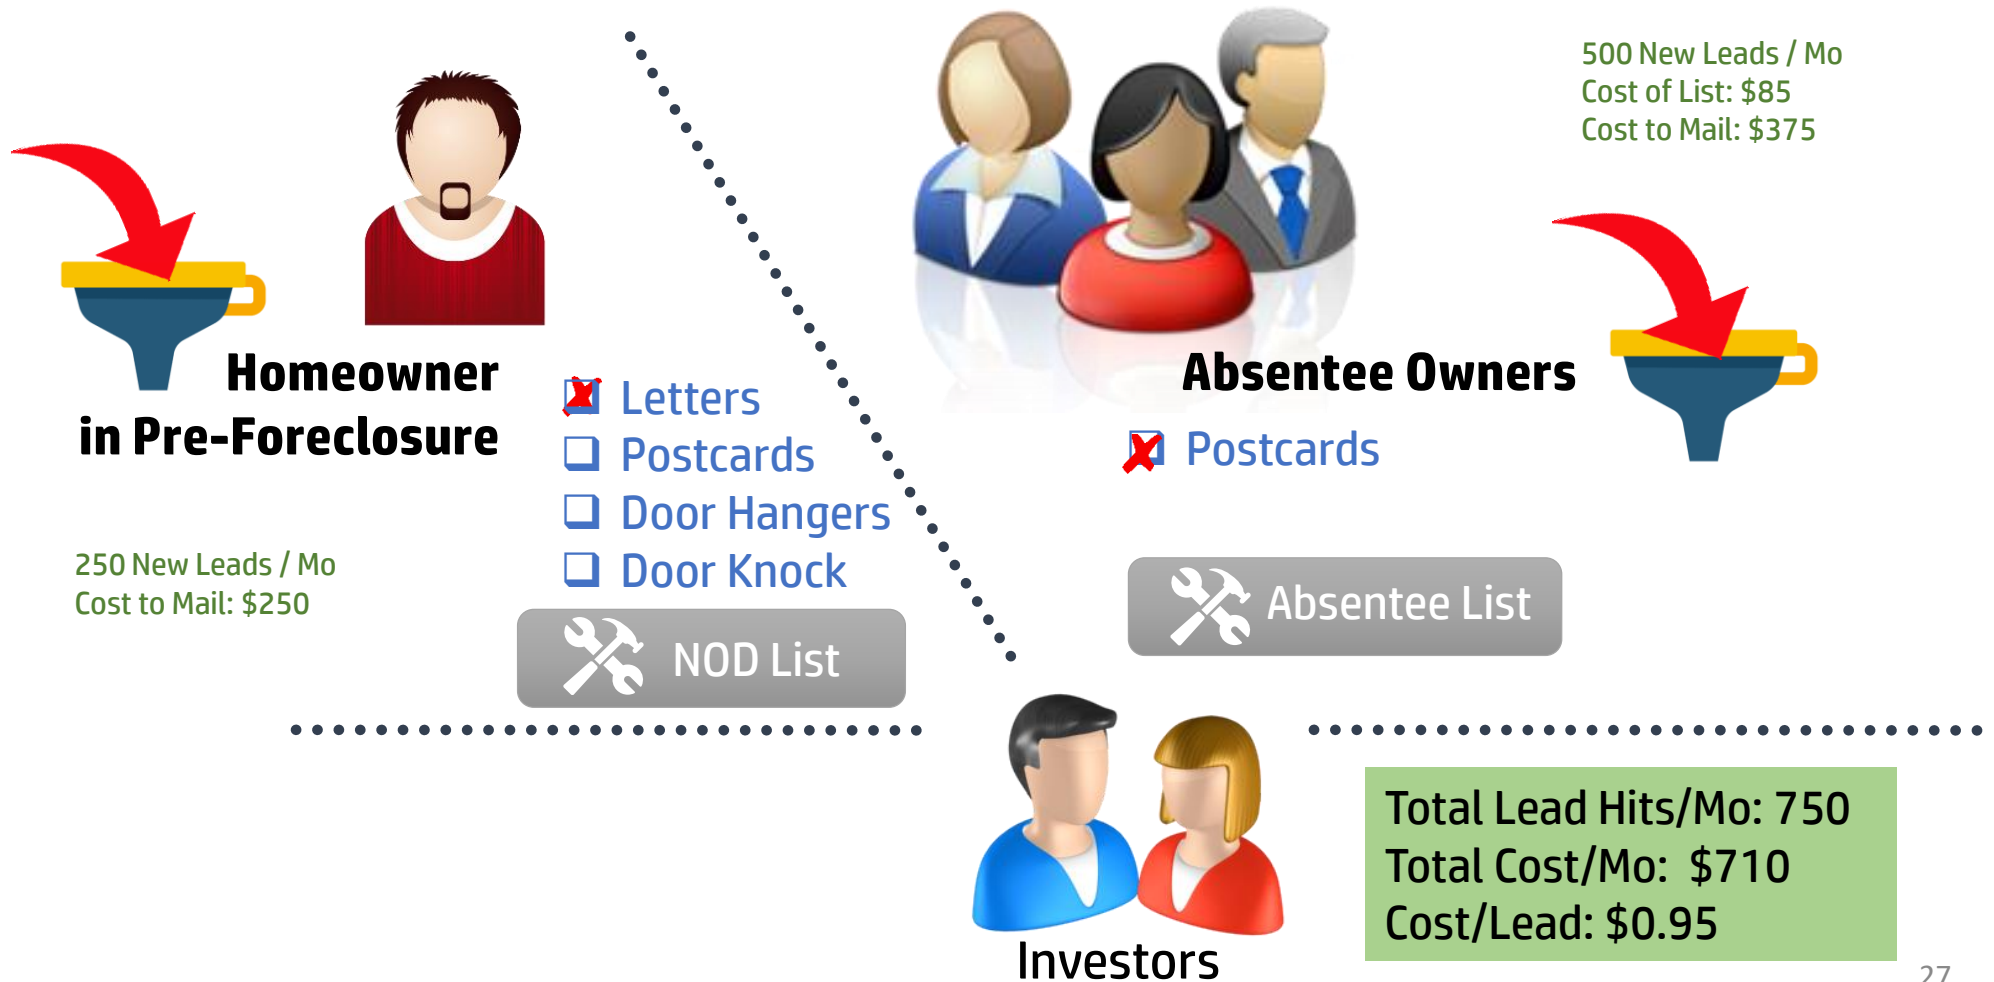 Homeowner
in Pre-Foreclosure
Letters
Postcards
Door Hangers
Door Knock
250 New Leads / Mo
Cost to Mail: $250
NOD List
500 New Leads / Mo
Cost of List: $85
Cost to Mail: $375
Absentee Owners
Postcards
Absentee List
Investors
Total Lead Hits/Mo: 750
Total Cost/Mo: $710
Cost/Lead: $0.95
27